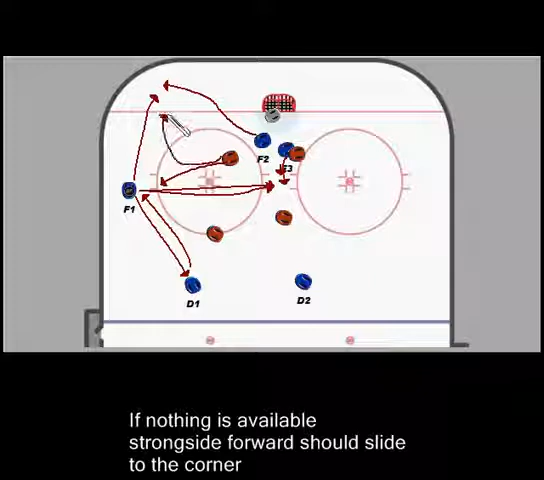 F2
F3
F1
D1
D2
If nothing is available
strongside forward should slide
to the corner